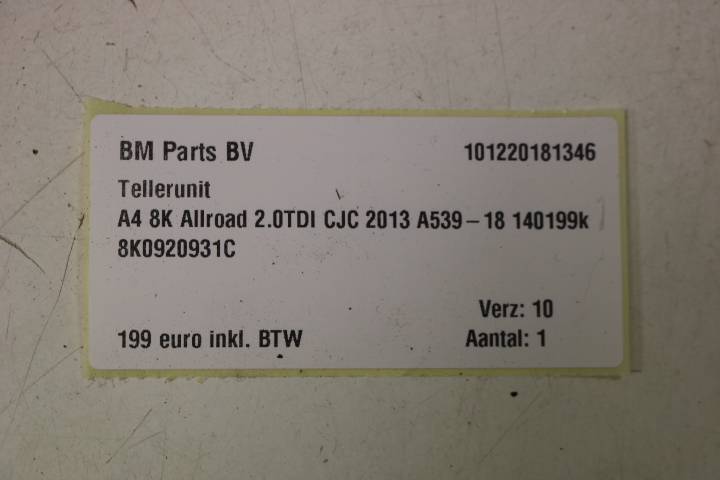 BM Parts BV 101220181346
Tellerunit
A4 8K Allroad 2.0TDI CJC 2013 A539-18 140199k
8K0920931C
Verz: 10
199 euro inkl. BTW Aantal: 1